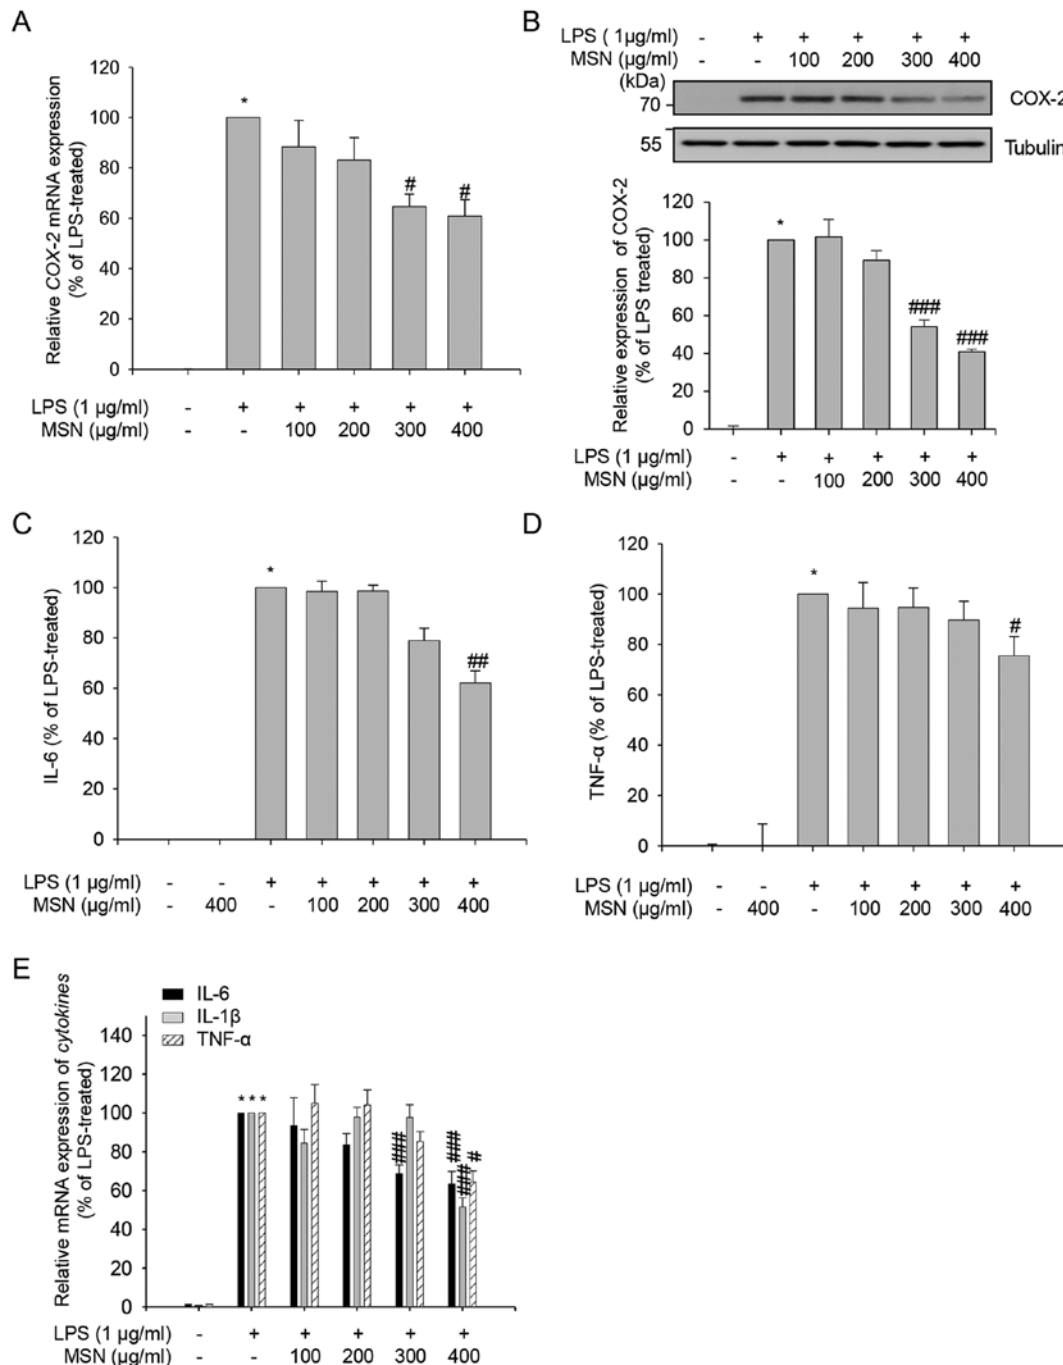 A
Relative COX-2 mRNA expression
(% of LPS-treated)
120
100
80
60
40
20
0
*
#
#
LPS (1 µg/ml) - + + + + +
MSN (µg/ml) - - 100 200 300 400
B
LPS ( 1µg/ml) - + + + + +
MSN (µg/ml) - - 100 200 300 400
(kDa)
70
COX-2
55
Tubulin
Relative expression of COX-2
(% of LPS treated)
120
100
80
60
40
20
0
*
###
###
LPS (1 µg/ml) - + + + + +
MSN (µg/ml) - - 100 200 300 400
C
IL-6 (% of LPS-treated)
120
100
80
60
40
20
0
*
##
LPS (1 µg/ml) - - + + + + +
MSN (µg/ml) - 400 - 100 200 300 400
D
TNF-α (% of LPS-treated)
120
100
80
60
40
20
0
*
#
LPS (1 µg/ml) - - + + + + +
MSN (µg/ml) - 400 - 100 200 300 400
E
Relative mRNA expression of cytokines
(% of LPS-treated)
IL-6
IL-1β
TNF-α
140
120
100
80
60
40
20
0
* * *
###
###
###
#
LPS (1 µg/ml) - + + + + +
MSN (µg/ml) - - 100 200 300 400